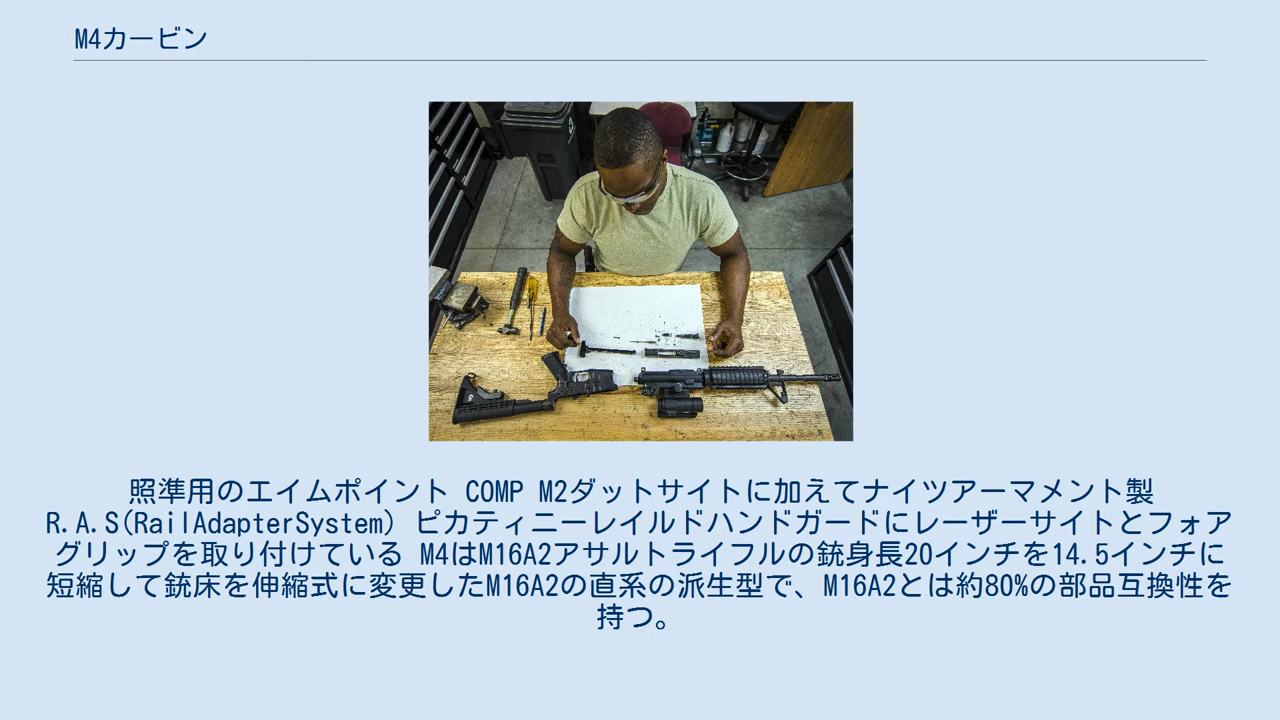 M4カービン
照準用のエイムポイント COMP M2ダットサイトに加えてナイツアーマメント製
R.A.S(RailAdapterSystem) ピカティニーレイルドハンドガードにレーザーサイトとフォア
グリップを取り付けている M4はM16A2アサルトライフルの銃身長20インチを14.5インチに
短縮して銃床を伸縮式に変更したM16A2の直系の派生型で、M16A2とは約80%の部品互換性を
持つ。